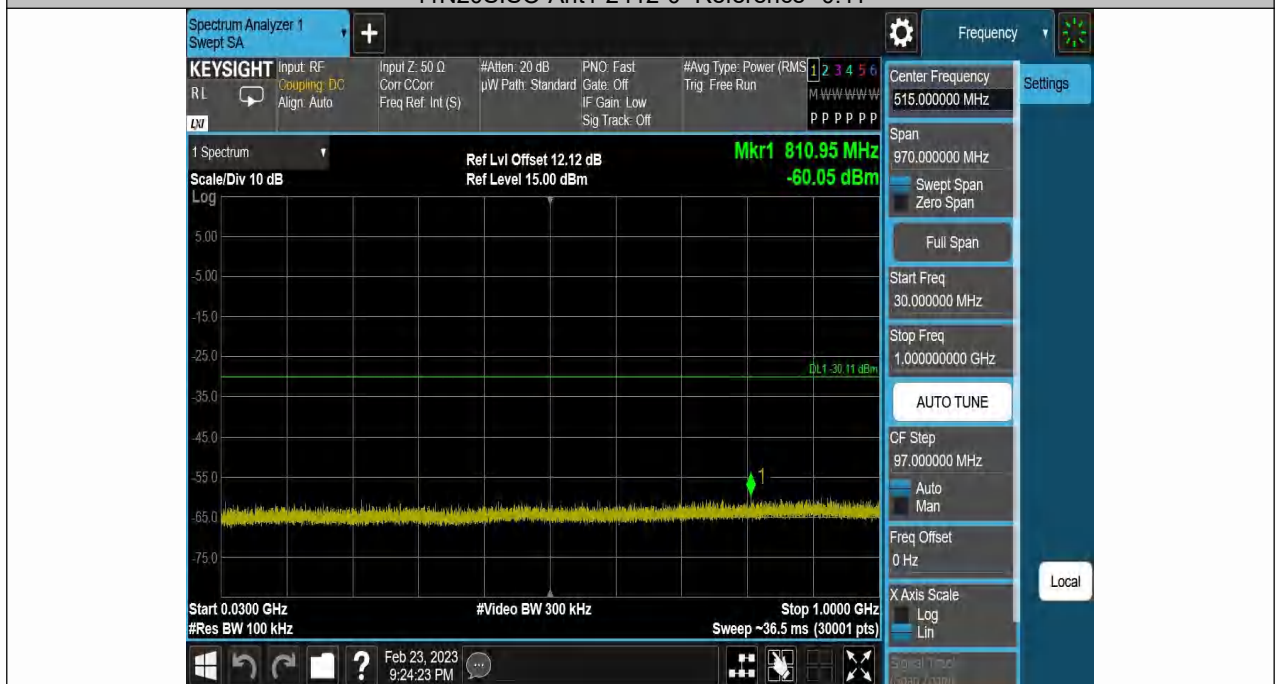 Spectrum Analyzer 1
Swept SA
+
Frequency
KEYSIGHT
RL
LXI
Input: RF
Coupling: DC
Align: Auto
Input Z: 50 Ω
Corr CCorr
Freq Ref: Int (S)
#Atten: 20 dB
µW Path: Standard
PNO: Fast
Gate: Off
IF Gain: Low
Sig Track: Off
#Avg Type: Power (RMS
Trig: Free Run
1 2 3 4 5 6
M W W W W W
P P P P P P
Center Frequency
515.000000 MHz
Settings
1 Spectrum
Scale/Div 10 dB
Log
Ref Lvl Offset 12.12 dB
Ref Level 15.00 dBm
Mkr1 810.95 MHz
-60.05 dBm
5.00
-5.00
-15.0
-25.0
-35.0
-45.0
-55.0
-65.0
-75.0
DL1 -30.11 dBm
1
Start 0.0300 GHz
#Res BW 100 kHz
#Video BW 300 kHz
Stop 1.0000 GHz
Sweep ~36.5 ms (30001 pts)
Span
970.000000 MHz
Swept Span
Zero Span
Full Span
Start Freq
30.000000 MHz
Stop Freq
1.000000000 GHz
AUTO TUNE
CF Step
97.000000 MHz
Auto
Man
Freq Offset
0 Hz
X Axis Scale
Log
Lin
Local
?
Feb 23, 2023
9:24:23 PM